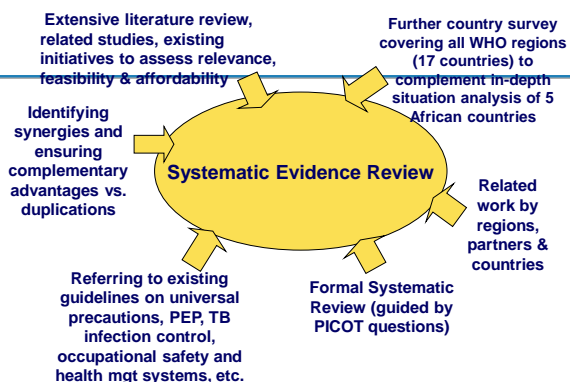 Extensive literature review,
related studies, existing
initiatives to assess relevance,
feasibility & affordability
Further country survey
covering all WHO regions
(17 countries) to
complement in-depth
situation analysis of 5
African countries
Identifying
synergies and
ensuring
complementary
advantages vs.
duplications
Systematic Evidence Review
Related
work by
regions,
partners &
countries
Referring to existing
guidelines on universal
precautions, PEP, TB
infection control,
occupational safety and
health mgt systems, etc.
Formal Systematic
Review (guided by
PICOT questions)